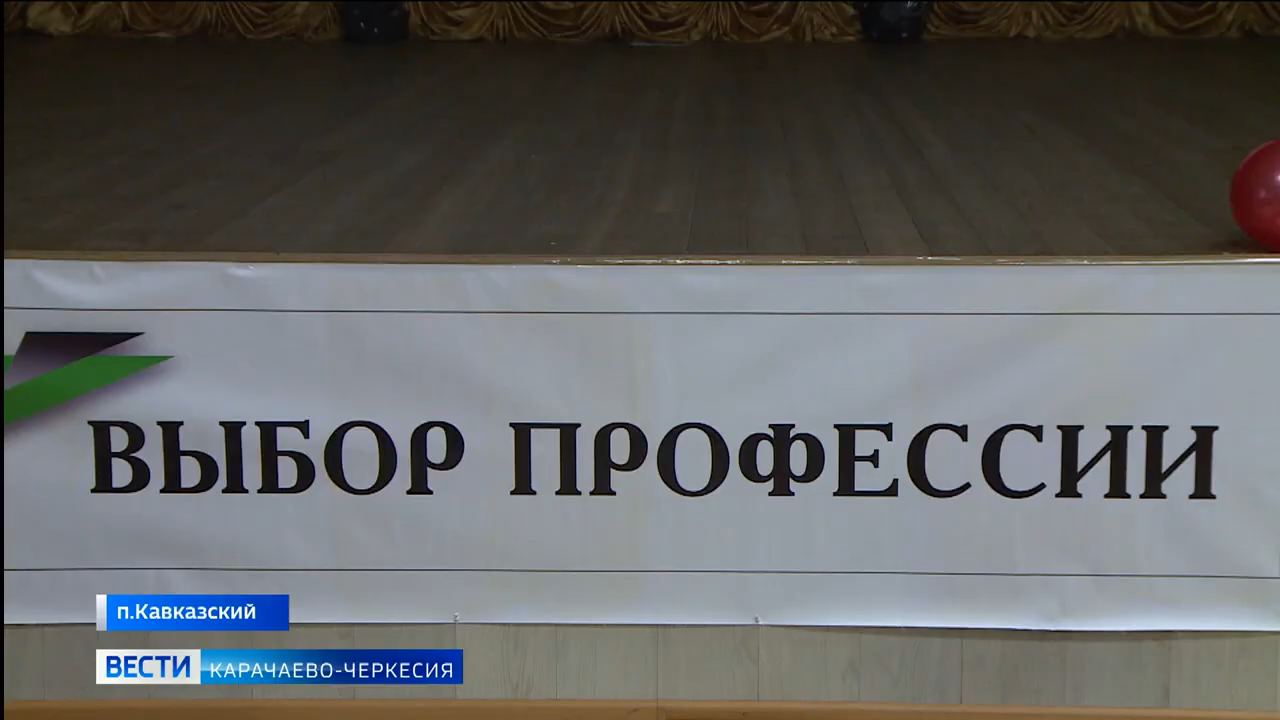 ВЫБОР ПРОФЕССИИ
п.Кавказский
ВЕСТИ КАРАЧАЕВО-ЧЕРКЕСИЯ